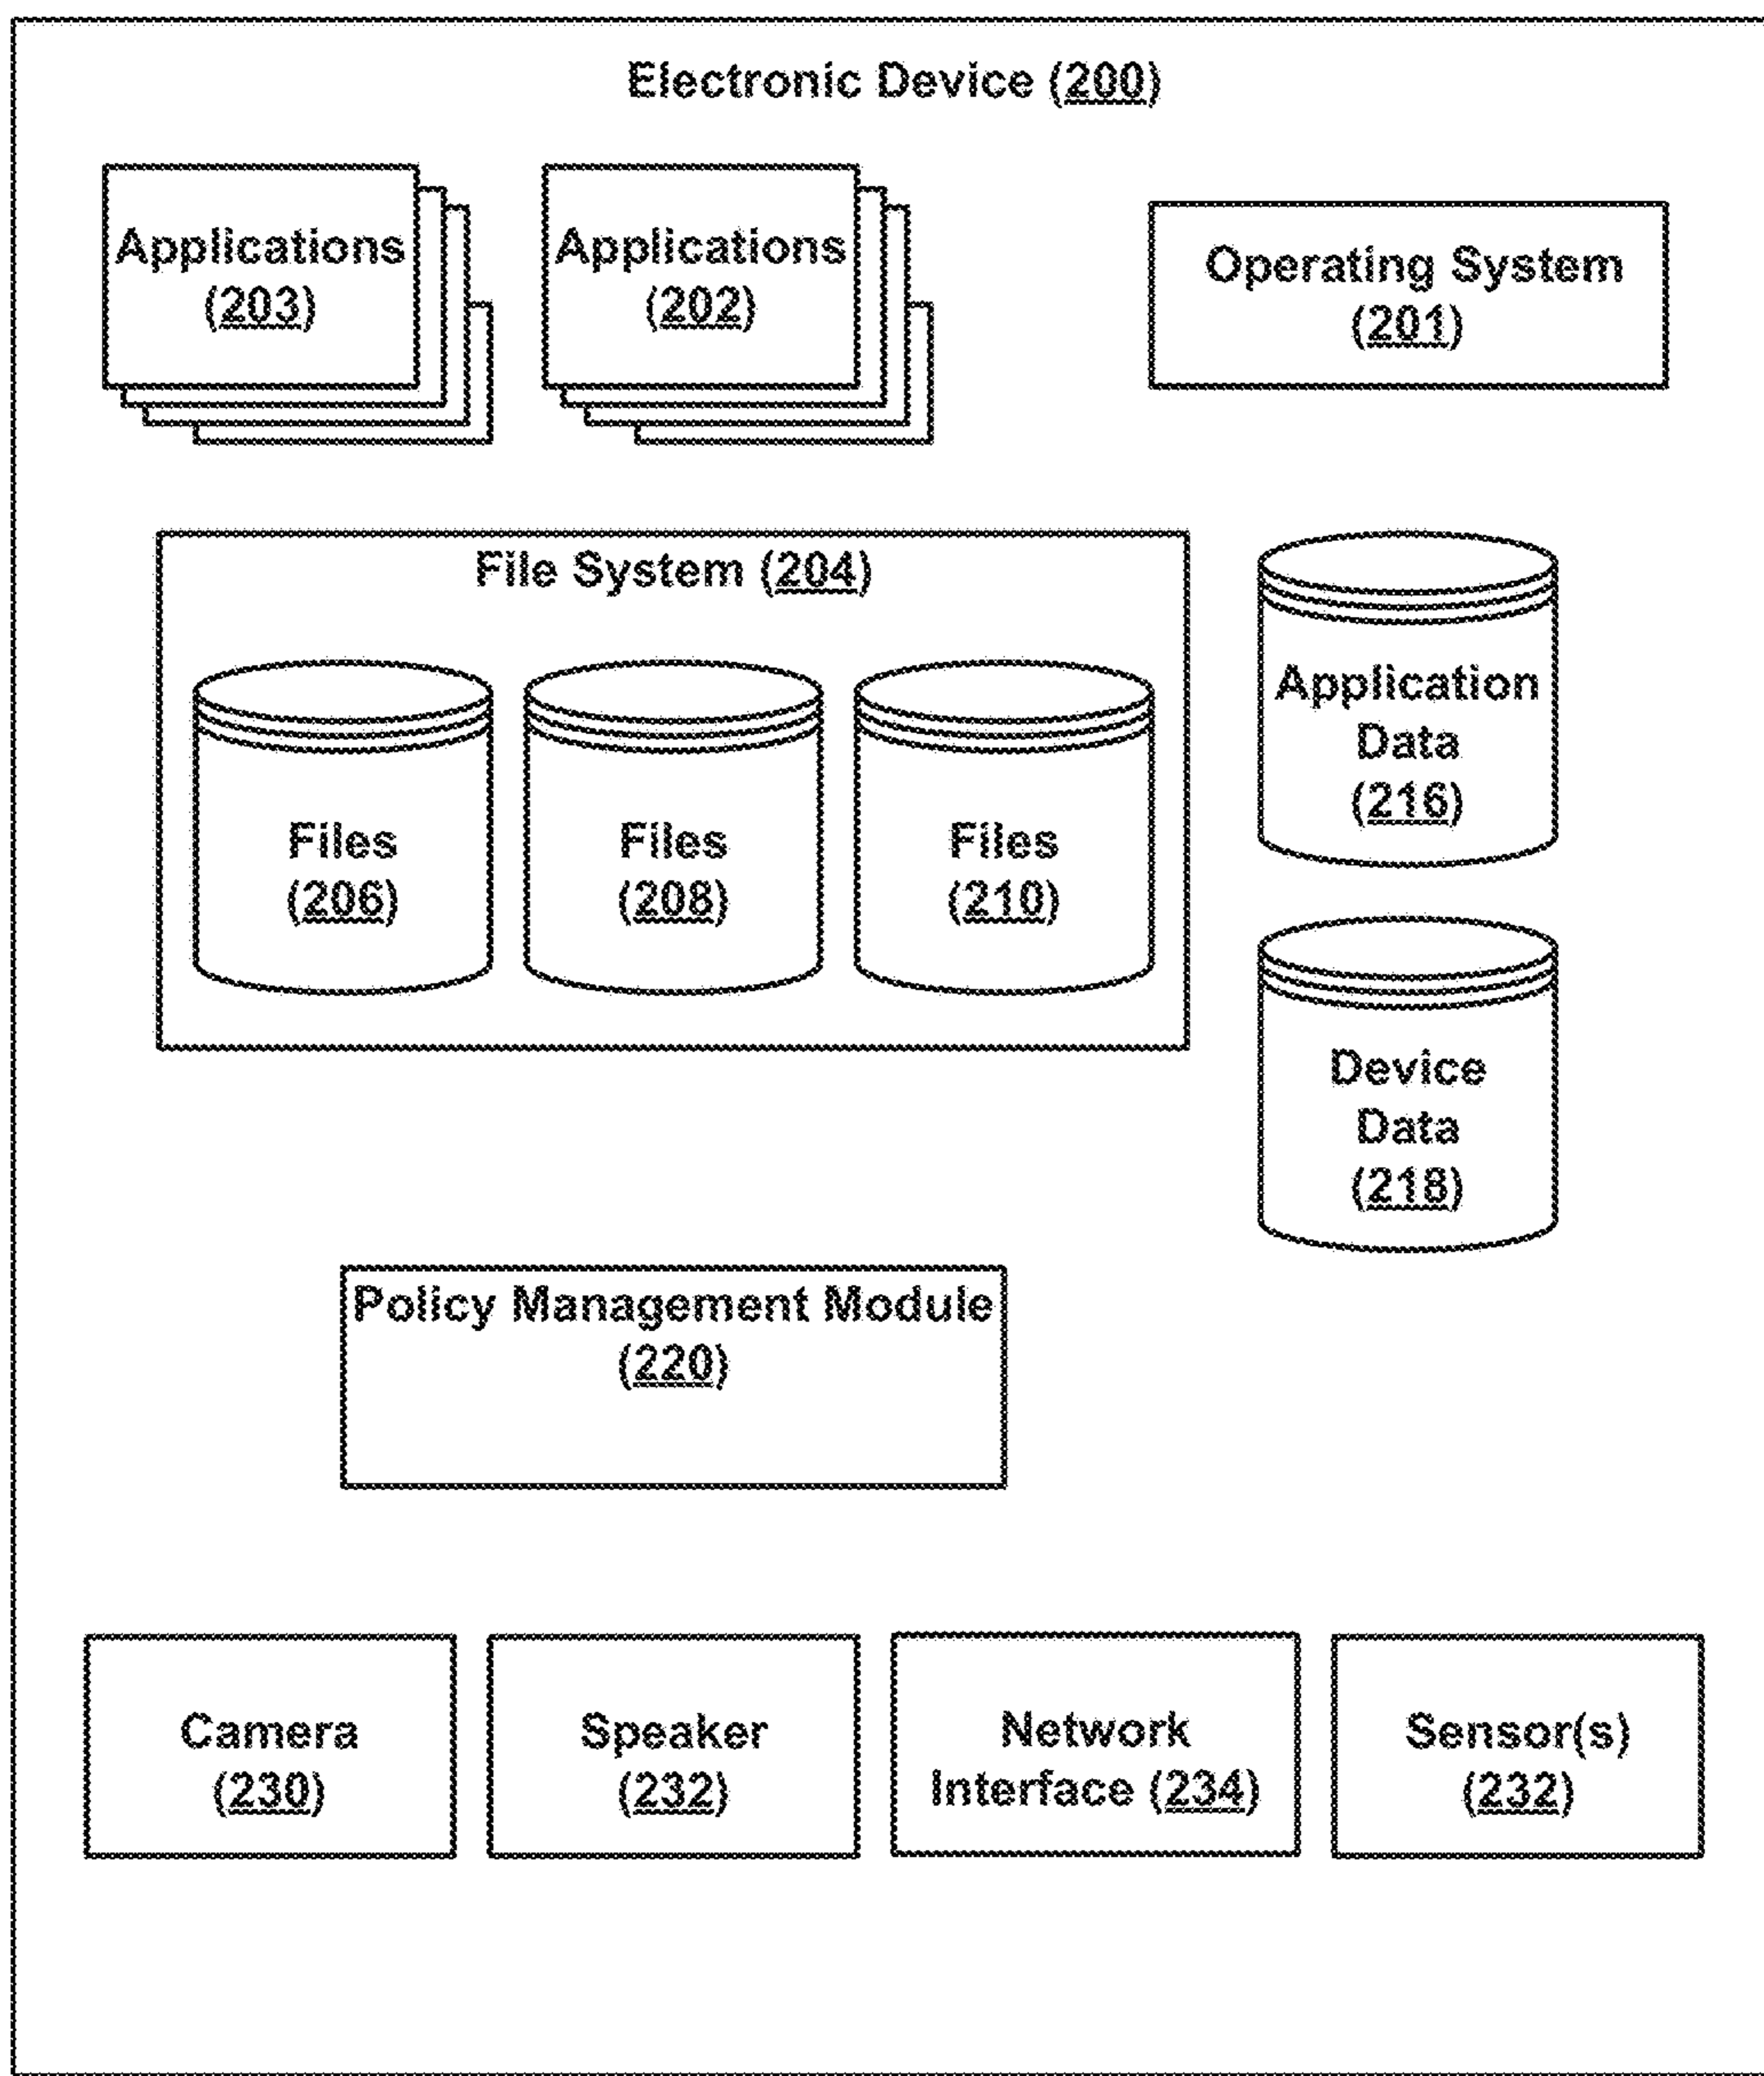 Electronic Device (200)
Applications
(203)
Applications
(202)
Operating System
(201)
File System (204)
Files
(206)
Files
(208)
Files
(210)
Application
Data
(216)
Device
Data
(218)
Policy Management Module
(220)
Camera
(230)
Speaker
(232)
Network
Interface (234)
Sensor(s)
(232)